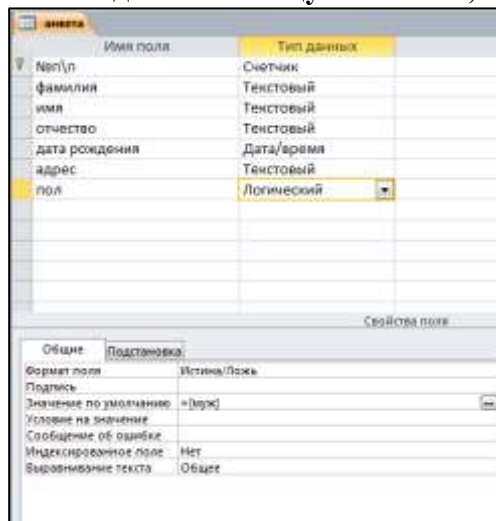 анкета
Имя поля Тип данных
№п\п Счетчик
фамилия Текстовый
имя Текстовый
отчество Текстовый
дата рождения Дата/время
адрес Текстовый
пол Логический
Свойства поля
Общие Подстановка
Формат поля Истина/Ложь
Подпись
Значение по умолчанию =[муж]
Условие на значение
Сообщение об ошибке
Индексированное поле Нет
Выравнивание текста Общее